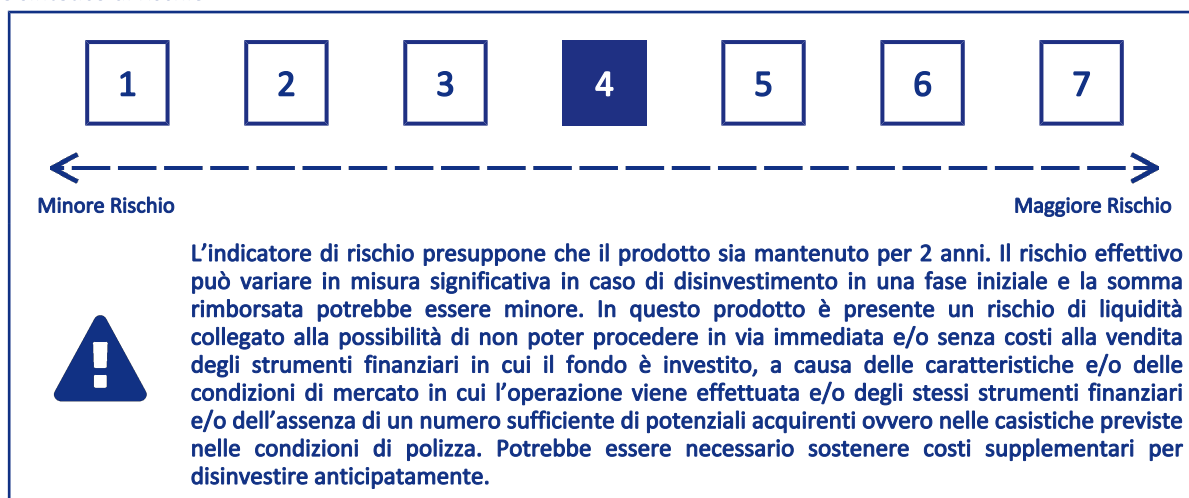 1 2 3 4 5 6 7
Minore Rischio Maggiore Rischio
L'indicatore di rischio presuppone che il prodotto sia mantenuto per 2 anni. Il rischio effettivo
può variare in misura significativa in caso di disinvestimento in una fase iniziale e la somma
rimborsata potrebbe essere minore. In questo prodotto è presente un rischio di liquidità
collegato alla possibilità di non poter procedere in via immediata e/o senza costi alla vendita
degli strumenti finanziari in cui il fondo è investito, a causa delle caratteristiche e/o delle
condizioni di mercato in cui l'operazione viene effettuata e/o degli stessi strumenti finanziari
e/o dell'assenza di un numero sufficiente di potenziali acquirenti ovvero nelle casistiche previste
nelle condizioni di polizza. Potrebbe essere necessario sostenere costi supplementari per
disinvestire anticipatamente.